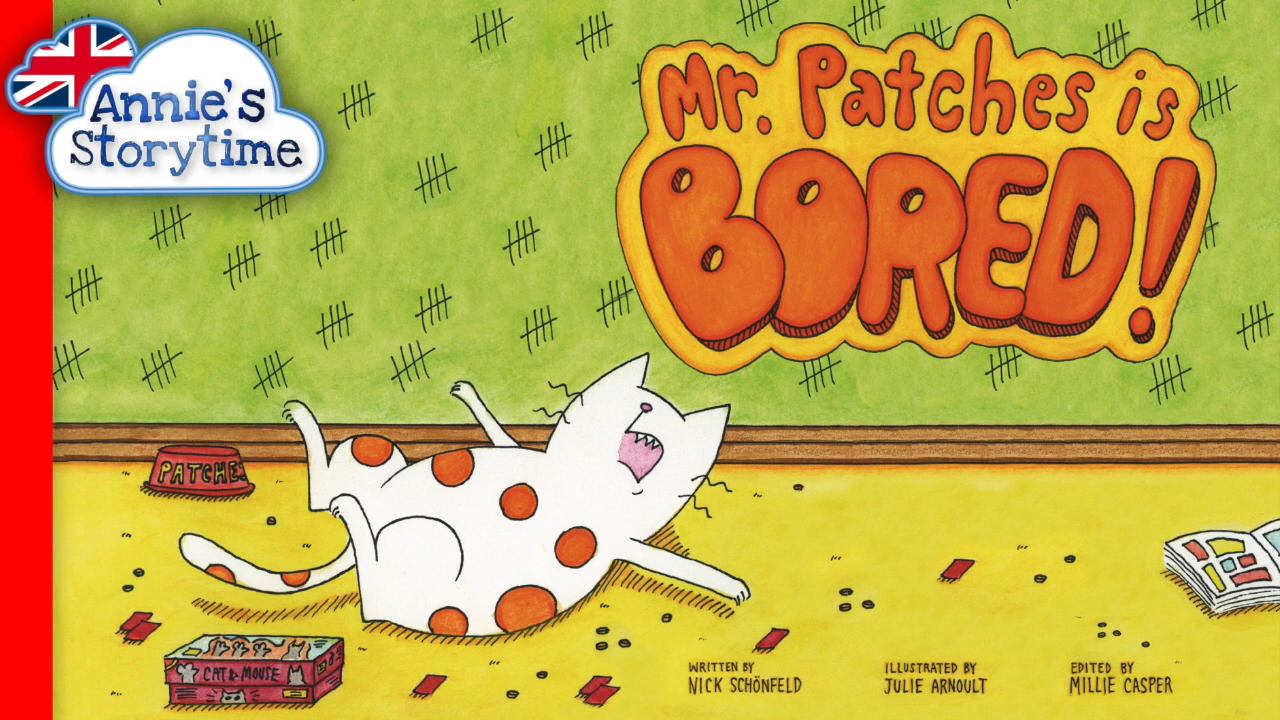 Annie's
Storytime
Mr. Patches is
BORED!
PATCHE
CAT & MOUSE
WRITTEN BY
NICK SCHÖNFELD
ILLUSTRATED BY
JULIE ARNOULT
EDITED BY
MILLIE CASPER